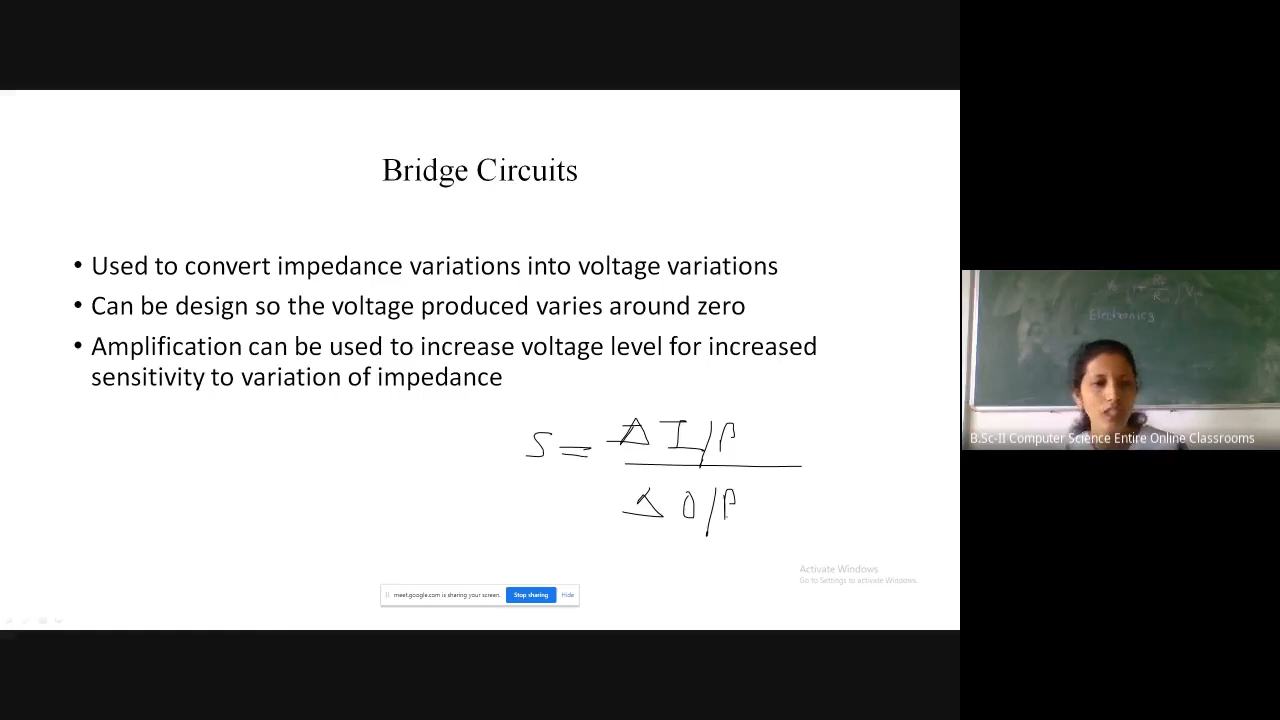 Bridge Circuits
• Used to convert impedance variations into voltage variations
• Can be design so the voltage produced varies around zero
• Amplification can be used to increase voltage level for increased
sensitivity to variation of impedance
S = Δ I/P
Δ O/P
Activate Windows
Go to Settings to activate Windows.
meet.google.com is sharing your screen.
Stop sharing
Hide
Electronics
B.Sc-II Computer Science Entire Online Classrooms